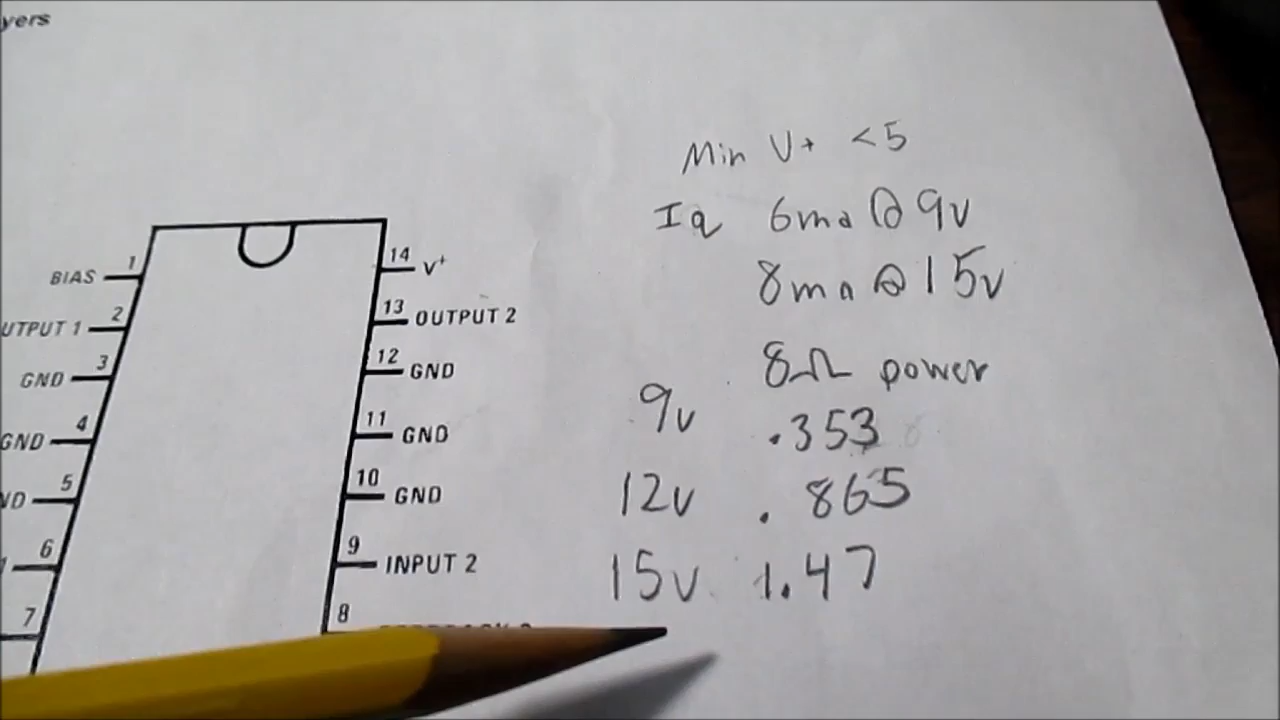 yers
Min V+ <5
Iq 6ma @ 9v
8ma @ 15v
8Ω power
9v .353
12v .865
15v 1.47
BIAS 1
UTPUT 1 2
GND 3
GND 4
ND 5
6
7
14 V+
13 OUTPUT 2
12 GND
11 GND
10 GND
9 INPUT 2
8